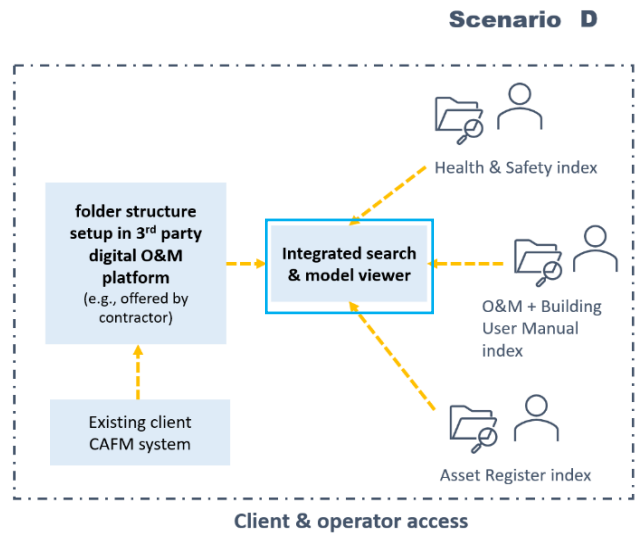 Scenario D
Health & Safety index
folder structure
setup in 3rd party
digital O&M
platform
(e.g., offered by
contractor)
Integrated search
& model viewer
O&M + Building
User Manual
index
Existing client
CAFM system
Asset Register index
Client & operator access